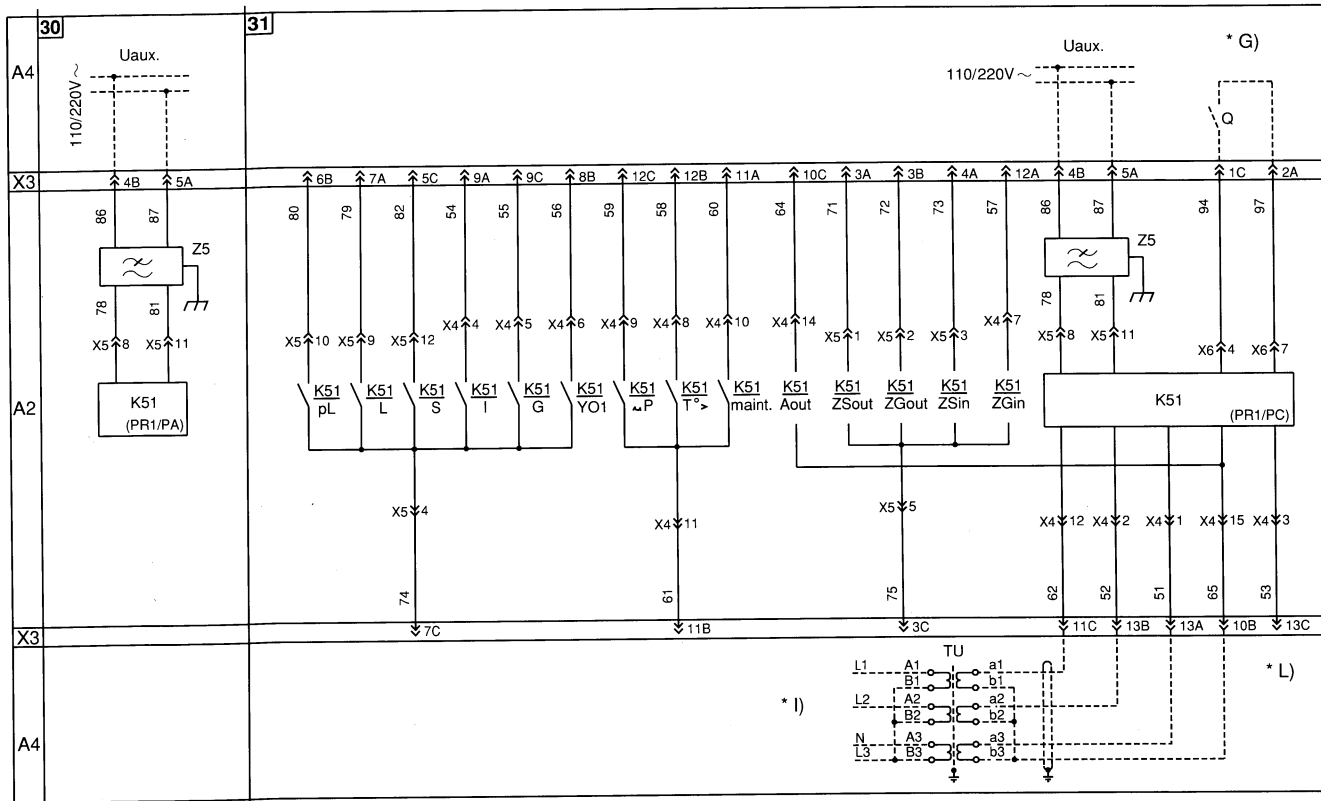 30 31
A4 Uaux. Uaux. * G)
110/220V ~ 110/220V ~ Q
X3 4B 5A 6B 7A 5C 9A 9C 8B 12C 12B 11A 10C 3A 3B 4A 12A 4B 5A 1C 2A
86 87 80 79 82 54 55 56 59 58 60 64 71 72 73 57 86 87 94 97
Z5 Z5
78 81 78 81
X4 4 X4 5 X4 6 X4 9 X4 8 X4 10 X4 14 X4 7
X5 8 X5 11 X5 10 X5 9 X5 12 X5 1 X5 2 X5 3 X5 8 X5 11 X6 4 X6 7
A2
K51
(PR1/PA)
K51 K51 K51 K51 K51 K51 K51 K51 K51 K51 K51 K51 K51 K51
pL L S I G YO1 ~P T°> maint. Aout ZSout ZGout ZSin ZGin
K51
(PR1/PC)
X5 4 X4 11 X5 5 X4 12 X4 2 X4 1 X4 15 X4 3
74 61 75 62 52 51 65 53
X3 7C 11B 3C 11C 13B 13A 10B 13C
A4
* I) * L)
TU
L1 A1 a1
B1 b1
L2 A2 a2
B2 b2
N A3 a3
L3 B3 b3